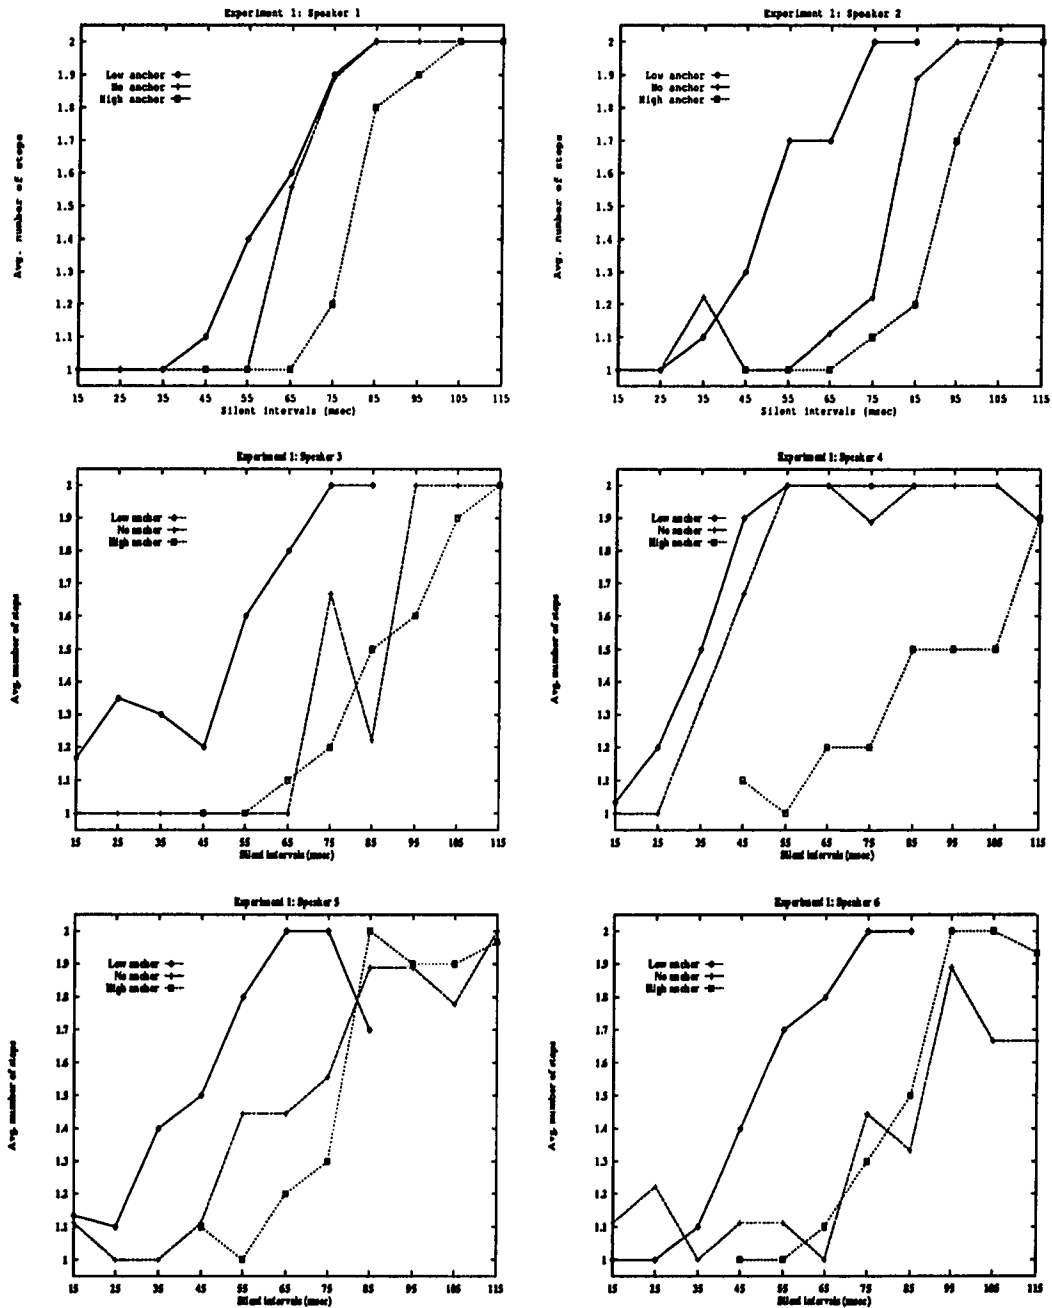 Experiment 1: Speaker 1
2
1.9
1.8
1.7
1.6
1.5
1.4
1.3
1.2
1.1
1
Low anchor
No anchor
High anchor
Avg. number of steps
15 25 35 45 55 65 75 85 95 105 115
Silent intervals (msec)
Experiment 1: Speaker 2
2
1.9
1.8
1.7
1.6
1.5
1.4
1.3
1.2
1.1
1
Low anchor
No anchor
High anchor
Avg. number of steps
15 25 35 45 55 65 75 85 95 105 115
Silent intervals (msec)
Experiment 1: Speaker 3
2
1.9
1.8
1.7
1.6
1.5
1.4
1.3
1.2
1.1
1
Low anchor
No anchor
High anchor
Avg. number of steps
15 25 35 45 55 65 75 85 95 105 115
Silent intervals (msec)
Experiment 1: Speaker 4
2
1.9
1.8
1.7
1.6
1.5
1.4
1.3
1.2
1.1
1
Low anchor
No anchor
High anchor
Avg. number of steps
15 25 35 45 55 65 75 85 95 105 115
Silent intervals (msec)
Experiment 1: Speaker 5
2
1.9
1.8
1.7
1.6
1.5
1.4
1.3
1.2
1.1
1
Low anchor
No anchor
High anchor
Avg. number of steps
15 25 35 45 55 65 75 85 95 105 115
Silent intervals (msec)
Experiment 1: Speaker 6
2
1.9
1.8
1.7
1.6
1.5
1.4
1.3
1.2
1.1
1
Low anchor
No anchor
High anchor
Avg. number of steps
15 25 35 45 55 65 75 85 95 105 115
Silent intervals (msec)